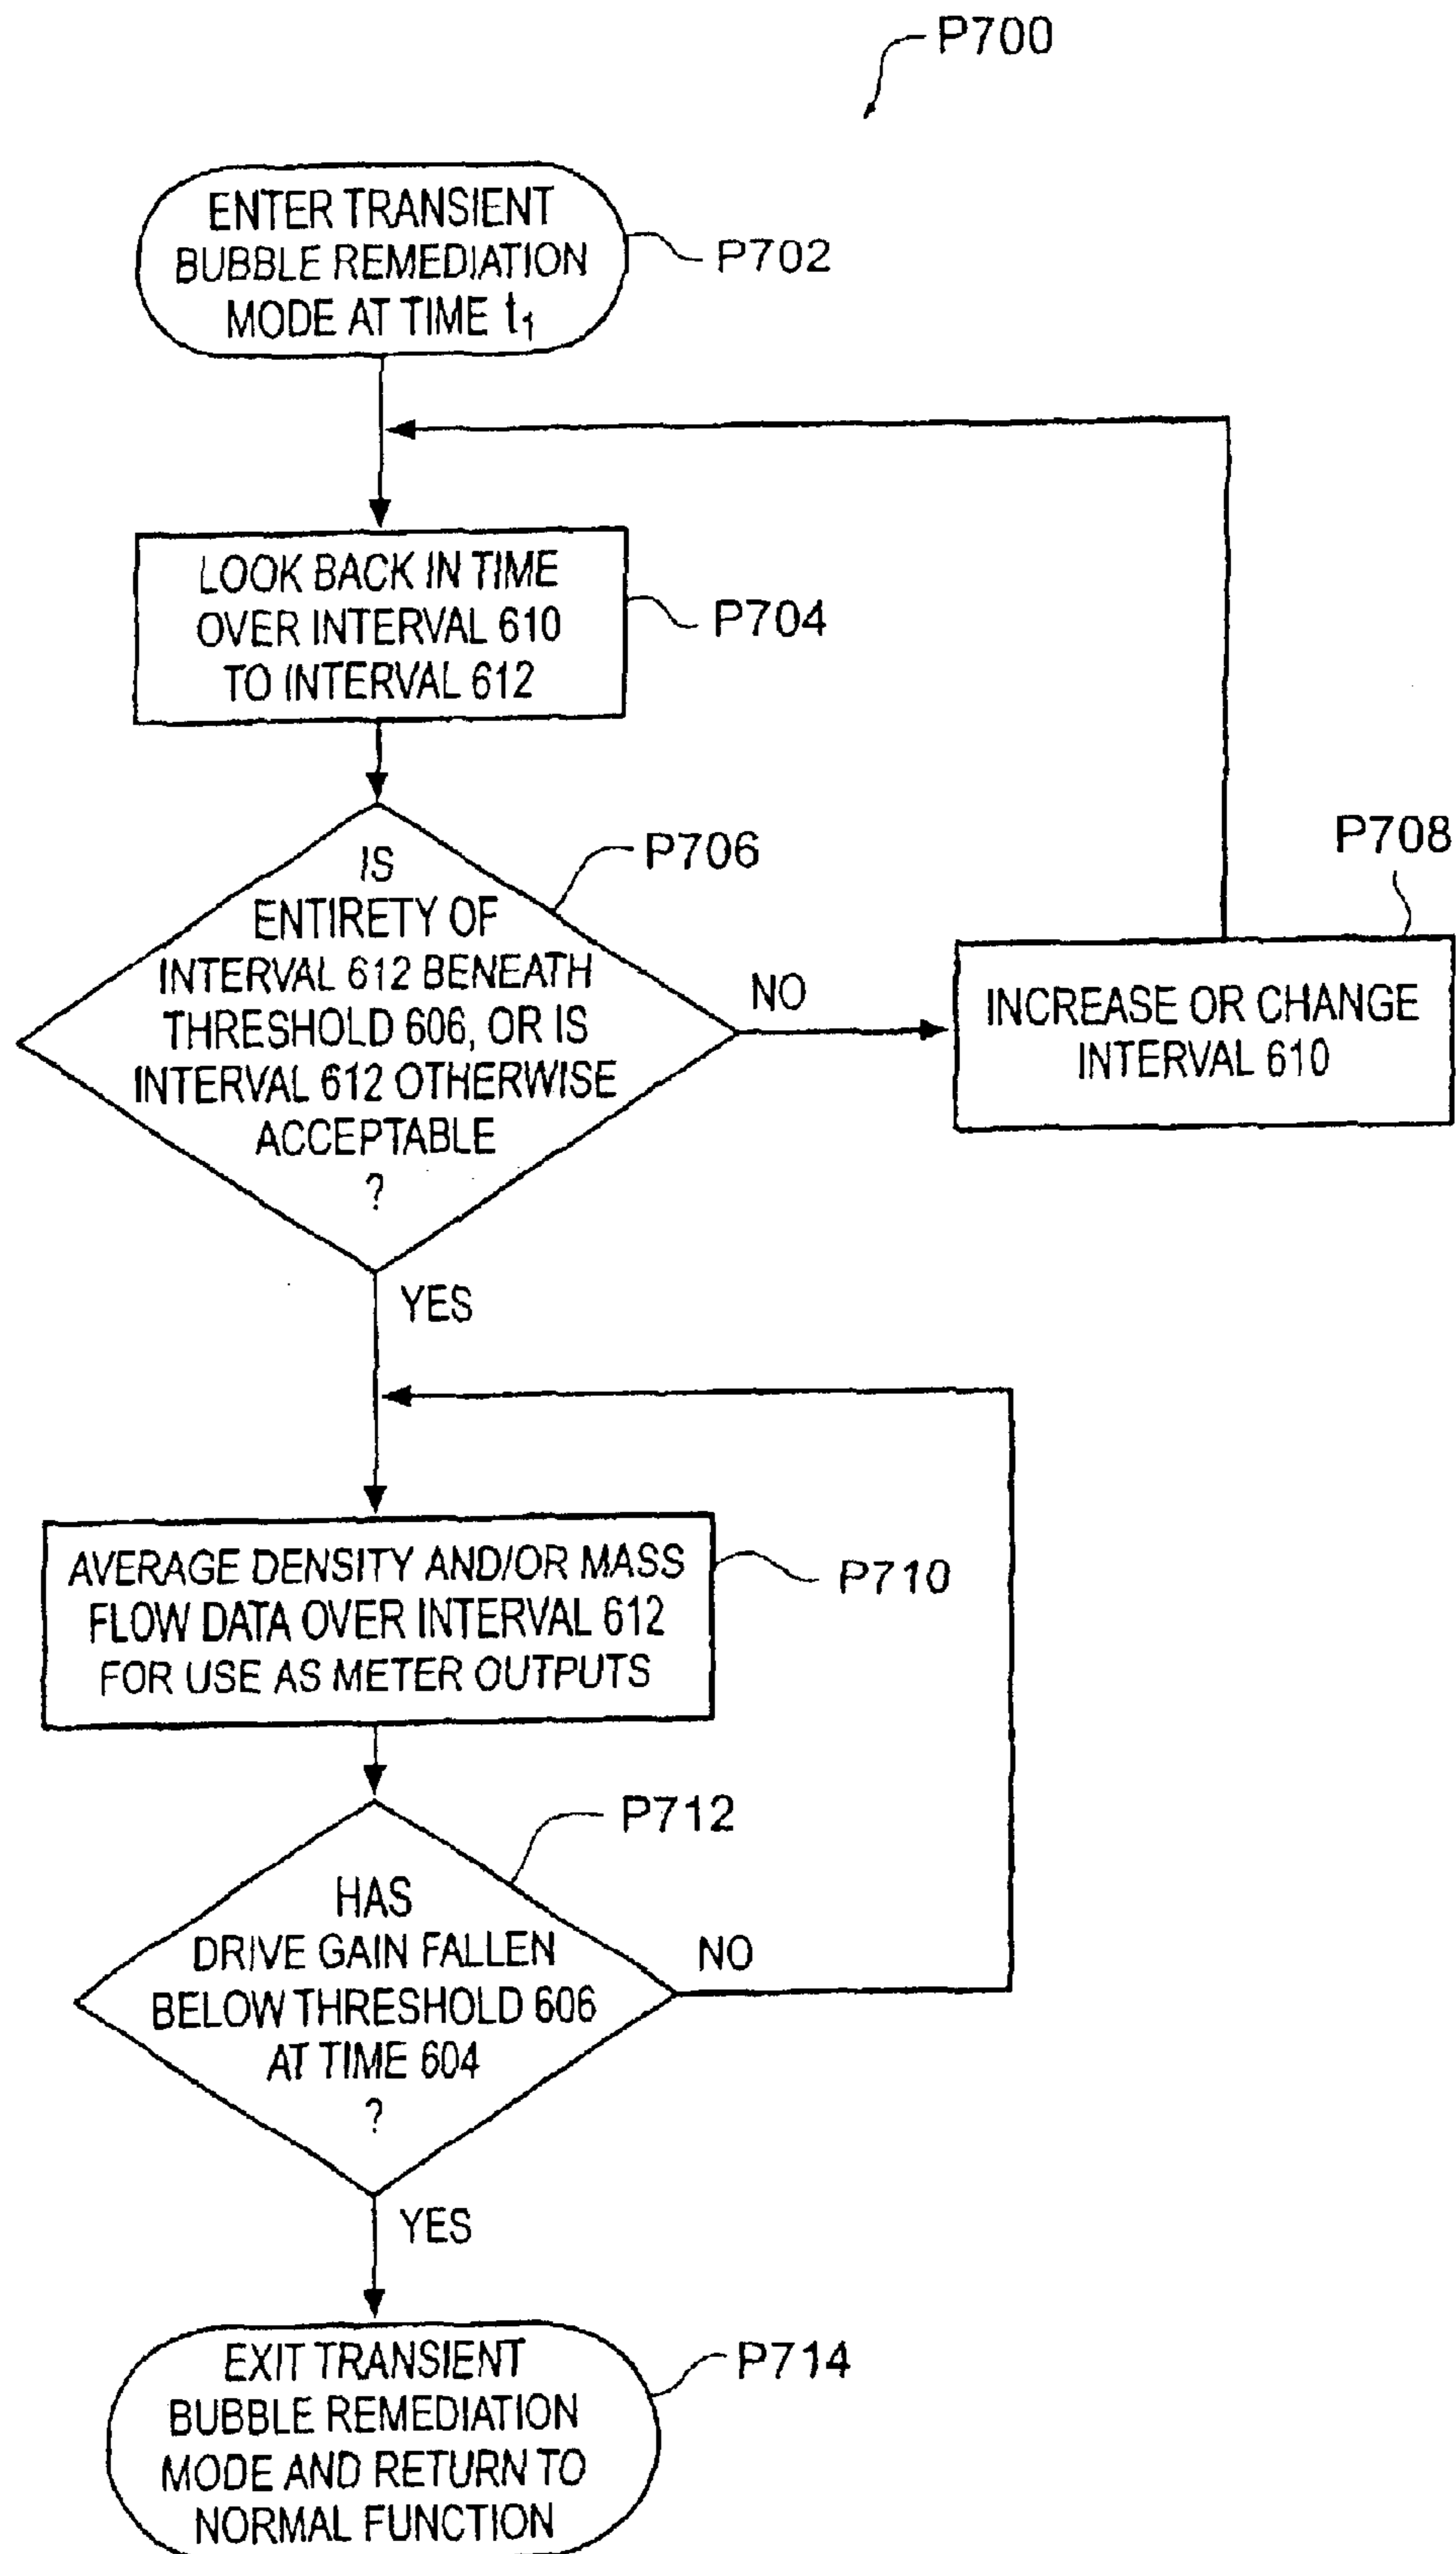 P700
ENTER TRANSIENT
BUBBLE REMEDIATION
MODE AT TIME t₁
P702
LOOK BACK IN TIME
OVER INTERVAL 610
TO INTERVAL 612
P704
IS
ENTIRETY OF
INTERVAL 612 BENEATH
THRESHOLD 606, OR IS
INTERVAL 612 OTHERWISE
ACCEPTABLE
?
P706
NO
P708
INCREASE OR CHANGE
INTERVAL 610
YES
AVERAGE DENSITY AND/OR MASS
FLOW DATA OVER INTERVAL 612
FOR USE AS METER OUTPUTS
P710
HAS
DRIVE GAIN FALLEN
BELOW THRESHOLD 606
AT TIME 604
?
P712
NO
YES
EXIT TRANSIENT
BUBBLE REMEDIATION
MODE AND RETURN TO
NORMAL FUNCTION
P714